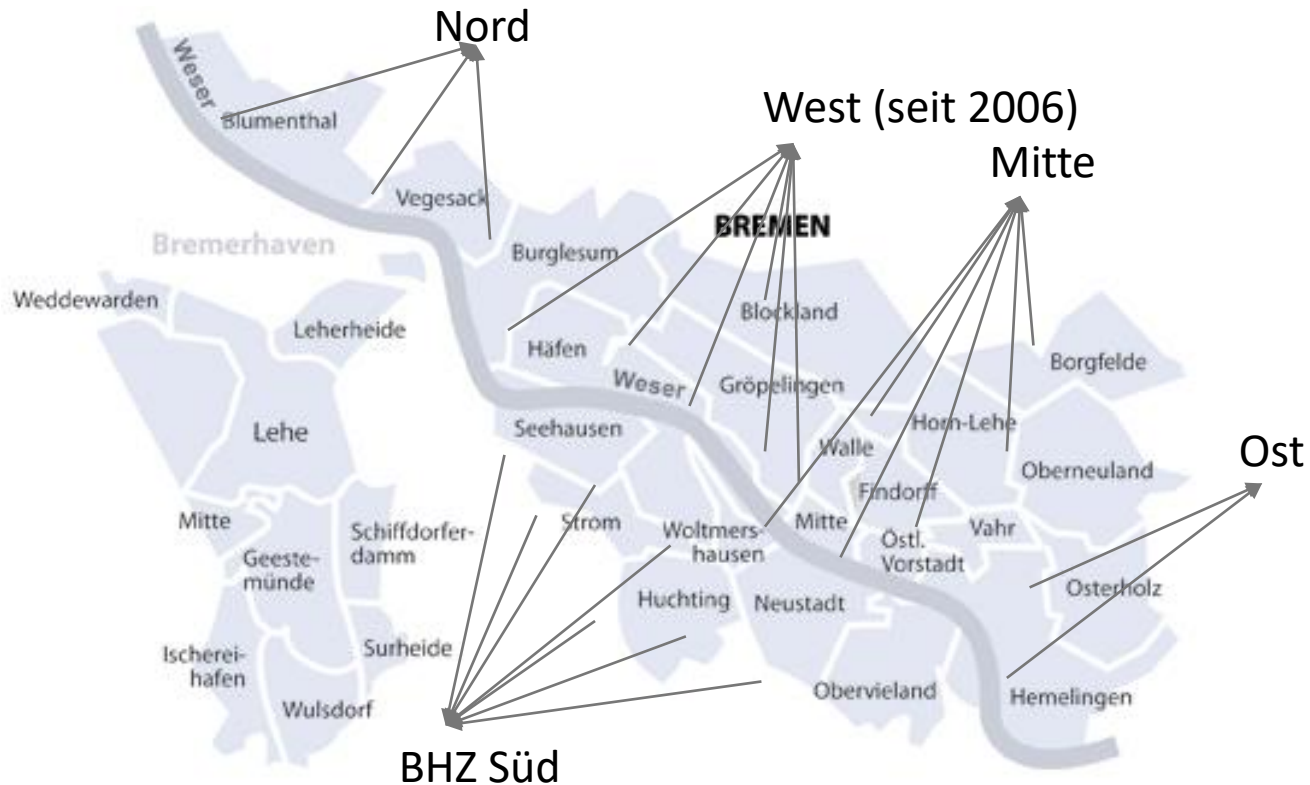 Nord
Weser
Blumenthal
West (seit 2006)
Mitte
Vegesack
BREMEN
Bremerhaven
Burglesum
Weddewarden
Leherheide
Blockland
Häfen
Borgfelde
Weser
Gröpelingen
Lehe
Seehausen
Horn-Lehe
Walle
Ost
Oberneuland
Findorff
Mitte
Schiffdorfer-
damm
Strom
Woltmers-
hausen
Mitte
Östl.
Vorstadt
Vahr
Geeste-
münde
Huchting
Neustadt
Osterholz
Ischerei-
hafen
Surheide
Wulsdorf
Obervieland
Hemelingen
BHZ Süd